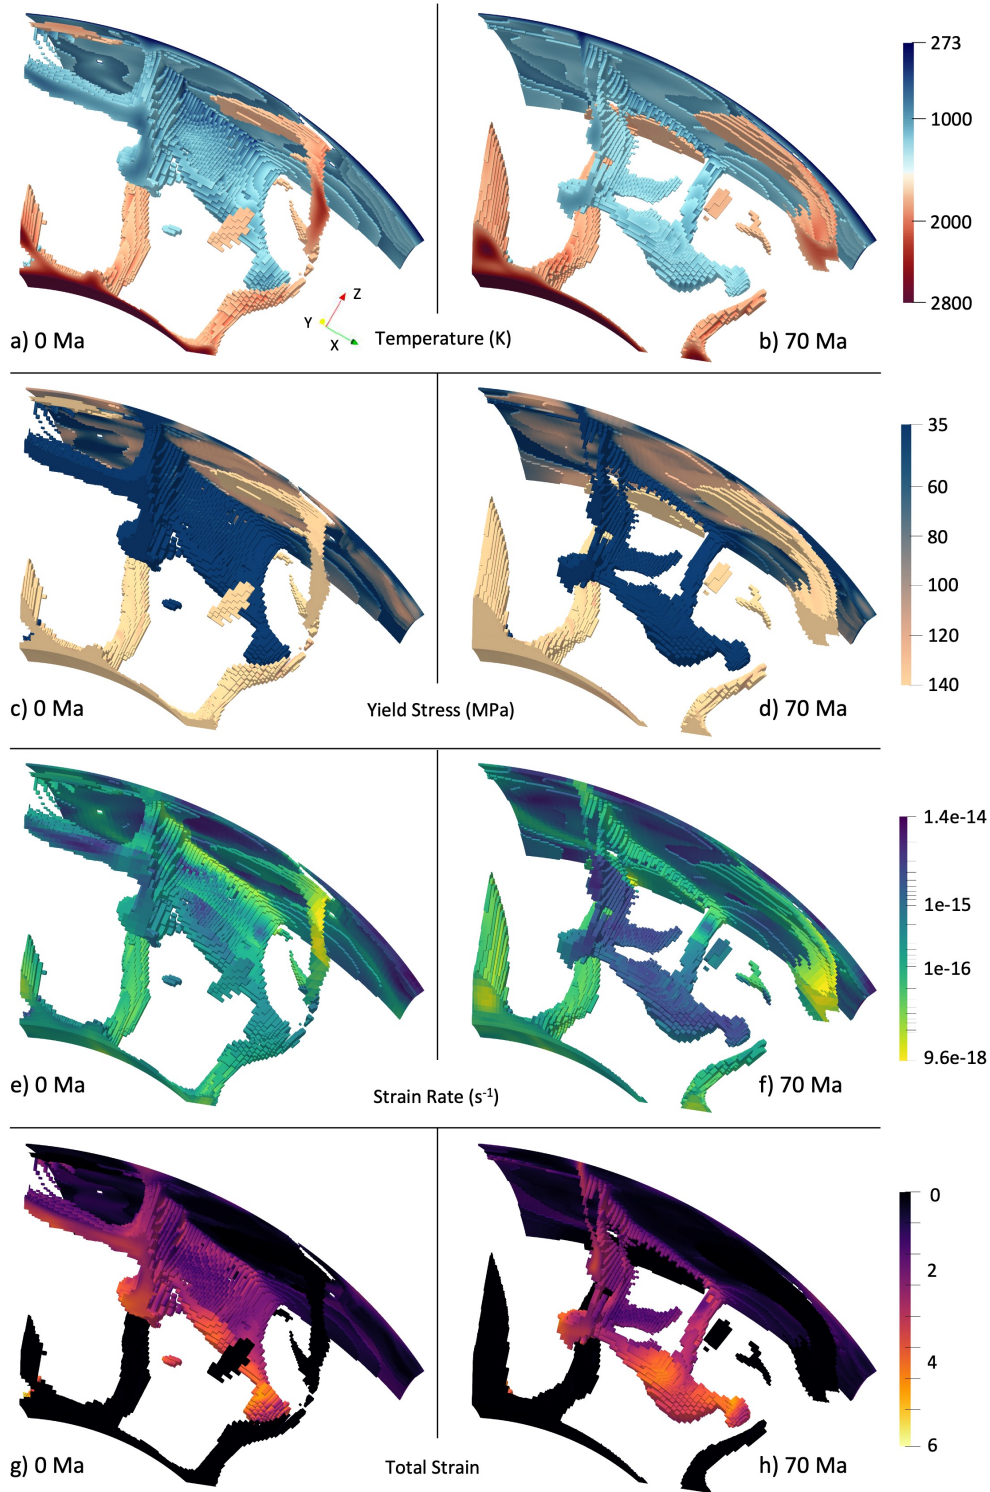 273
1000
2000
2800
Z
Y
X
a) 0 Ma
Temperature (K)
b) 70 Ma
35
60
80
100
120
140
c) 0 Ma
Yield Stress (MPa)
d) 70 Ma
1.4e-14
1e-15
1e-16
9.6e-18
e) 0 Ma
Strain Rate (s⁻¹)
f) 70 Ma
0
2
4
6
g) 0 Ma
Total Strain
h) 70 Ma